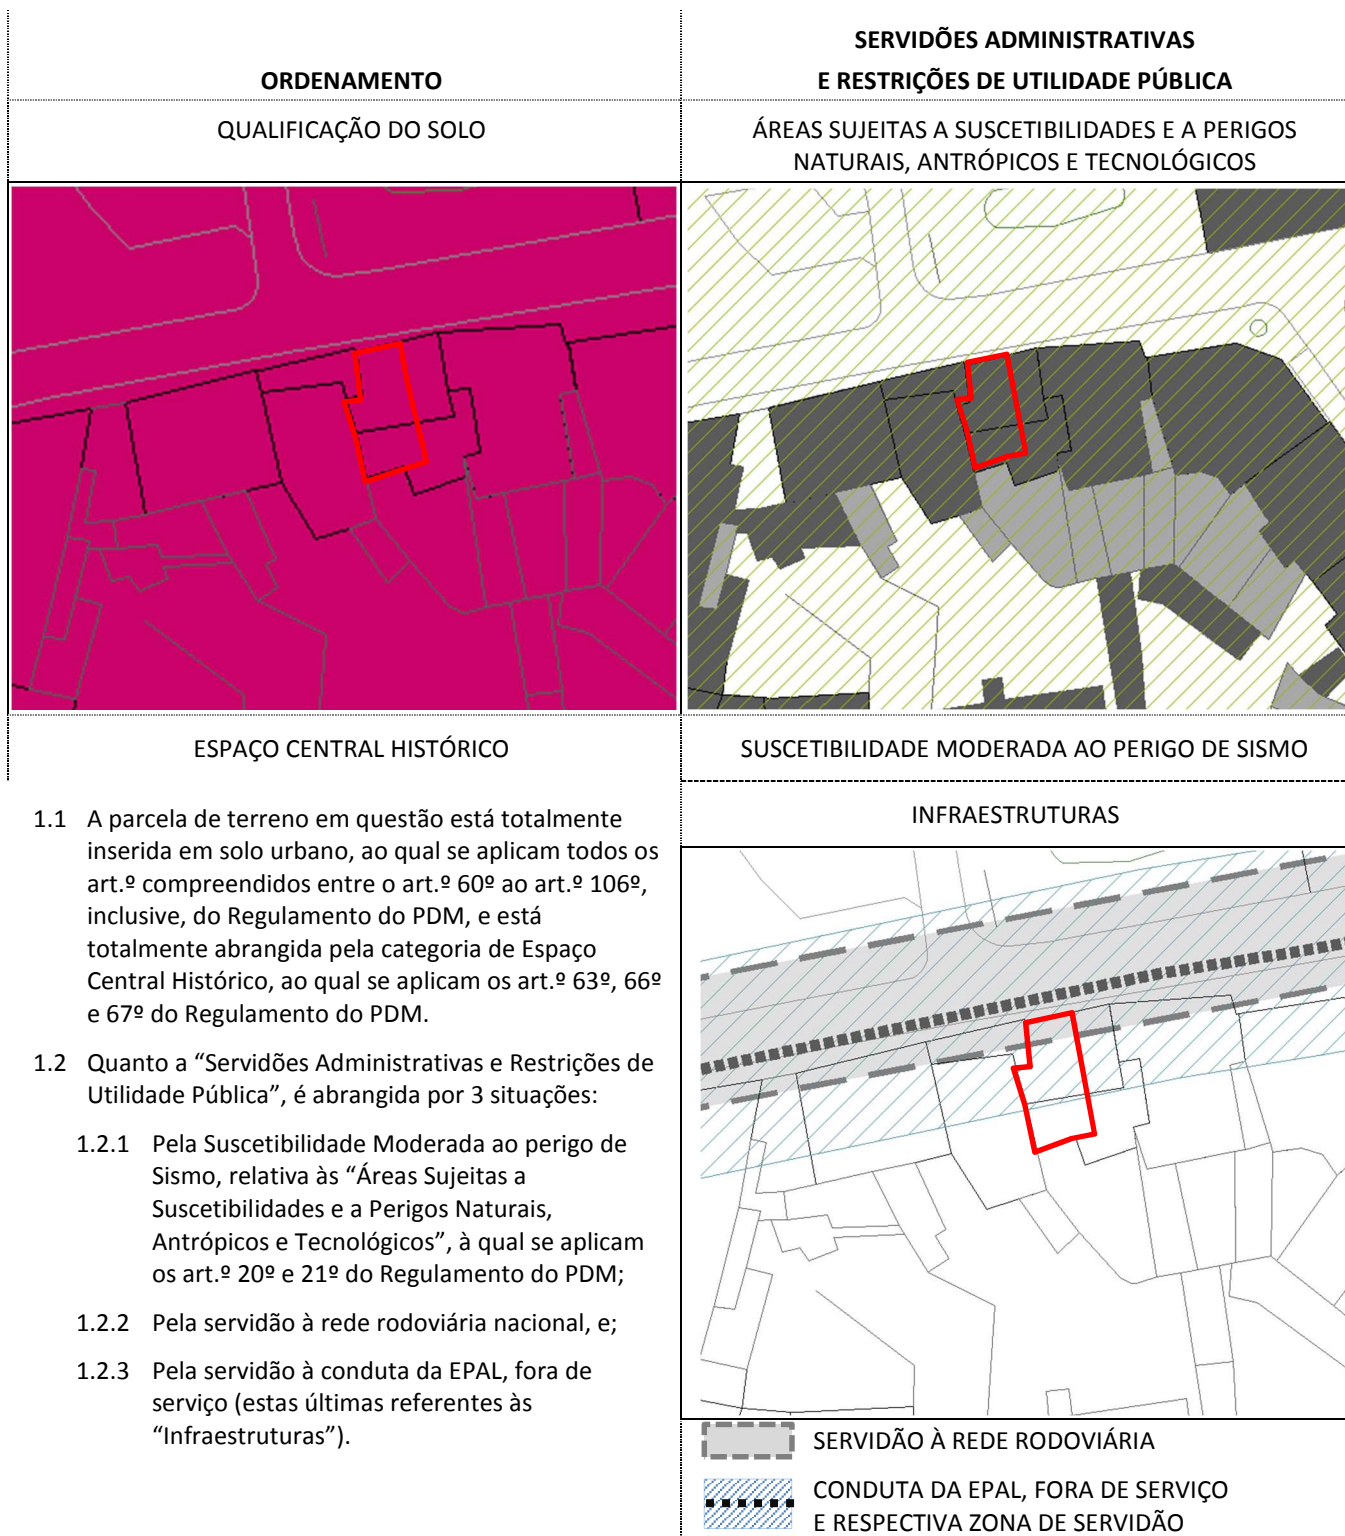 ORDENAMENTO
SERVIDÕES ADMINISTRATIVAS
E RESTRIÇÕES DE UTILIDADE PÚBLICA
QUALIFICAÇÃO DO SOLO
ÁREAS SUJEITAS A SUSCETIBILIDADES E A PERIGOS
NATURAIS, ANTRÓPICOS E TECNOLÓGICOS
ESPAÇO CENTRAL HISTÓRICO
SUSCETIBILIDADE MODERADA AO PERIGO DE SISMO
1.1 A parcela de terreno em questão está totalmente
inserida em solo urbano, ao qual se aplicam todos os
art.º compreendidos entre o art.º 60º ao art.º 106º,
inclusive, do Regulamento do PDM, e está
totalmente abrangida pela categoria de Espaço
Central Histórico, ao qual se aplicam os art.º 63º, 66º
e 67º do Regulamento do PDM.
1.2 Quanto a “Servidões Administrativas e Restrições de
Utilidade Pública”, é abrangida por 3 situações:
1.2.1 Pela Suscetibilidade Moderada ao perigo de
Sismo, relativa às “Áreas Sujeitas a
Suscetibilidades e a Perigos Naturais,
Antrópicos e Tecnológicos”, à qual se aplicam
os art.º 20º e 21º do Regulamento do PDM;
1.2.2 Pela servidão à rede rodoviária nacional, e;
1.2.3 Pela servidão à conduta da EPAL, fora de
serviço (estas últimas referentes às
“Infraestruturas”).
INFRAESTRUTURAS
SERVIDÃO À REDE RODOVIÁRIA
CONDUTA DA EPAL, FORA DE SERVIÇO
E RESPECTIVA ZONA DE SERVIDÃO